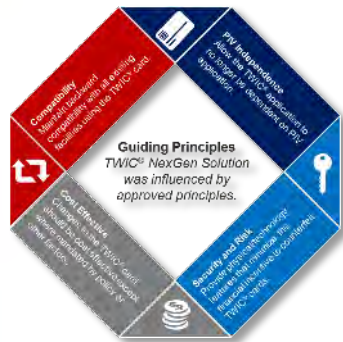 Compatibility
Maintain backward
compatibility with all existing
facilities using the TWIC® card.
PIV Independence
Allow the TWIC® application to
no longer be dependent on PIV
application.
Guiding Principles
TWIC® NexGen Solution
was influenced by
approved principles.
Cost Effective
Changes to the TWIC® card
should be cost effective except
where mandated by policy or
other factors.
Security and Risk
Provide physical technology
features that minimize the
financial incentive to counterfeit
TWIC® cards.